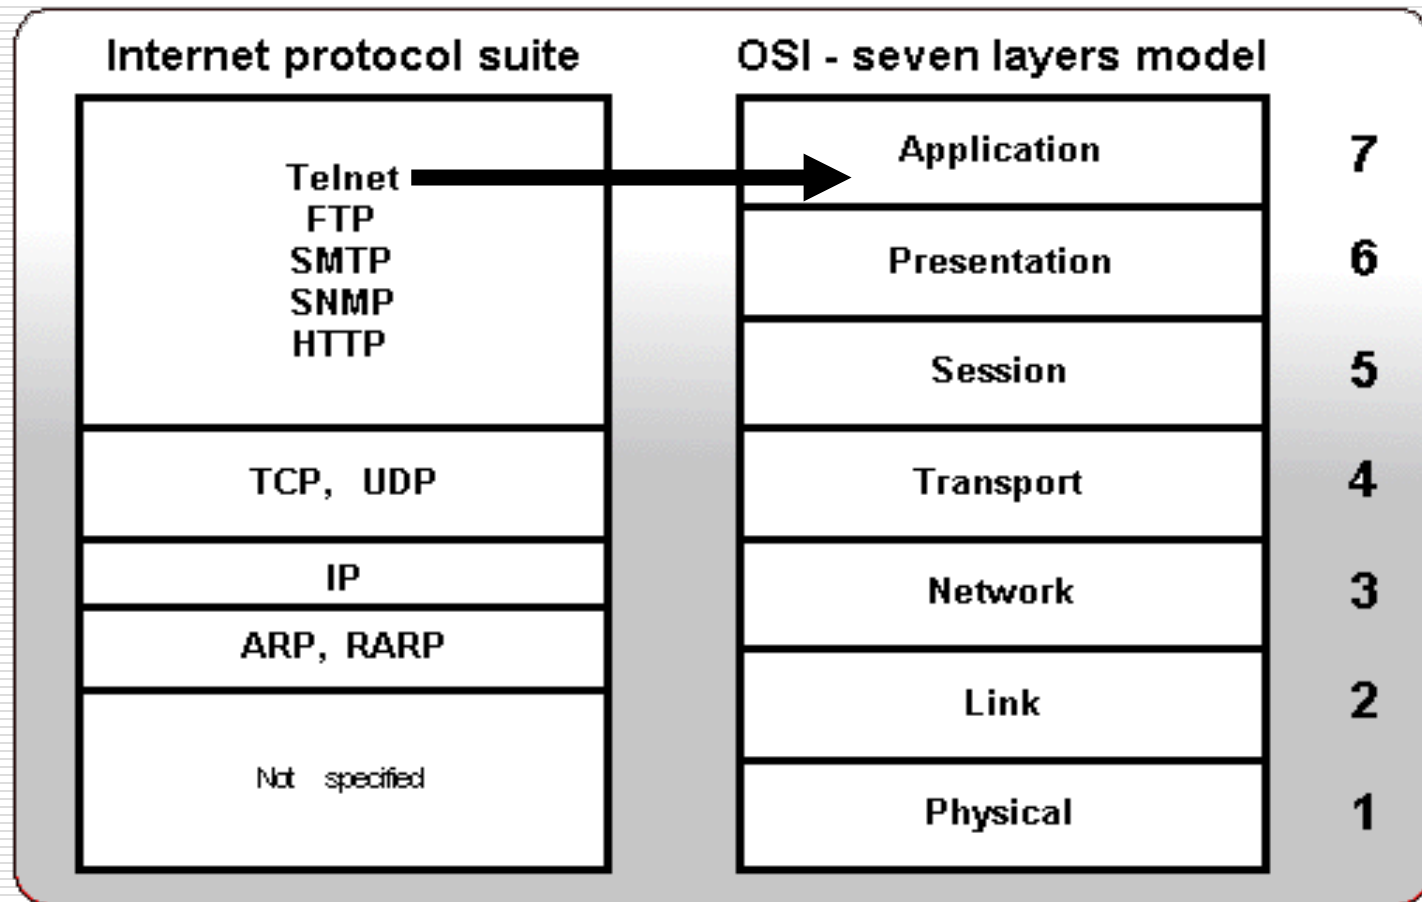 Internet protocol suite
Telnet
FTP
SMTP
SNMP
HTTP
TCP, UDP
IP
ARP, RARP
Not specified
OSI - seven layers model
Application 7
Presentation 6
Session 5
Transport 4
Network 3
Link 2
Physical 1